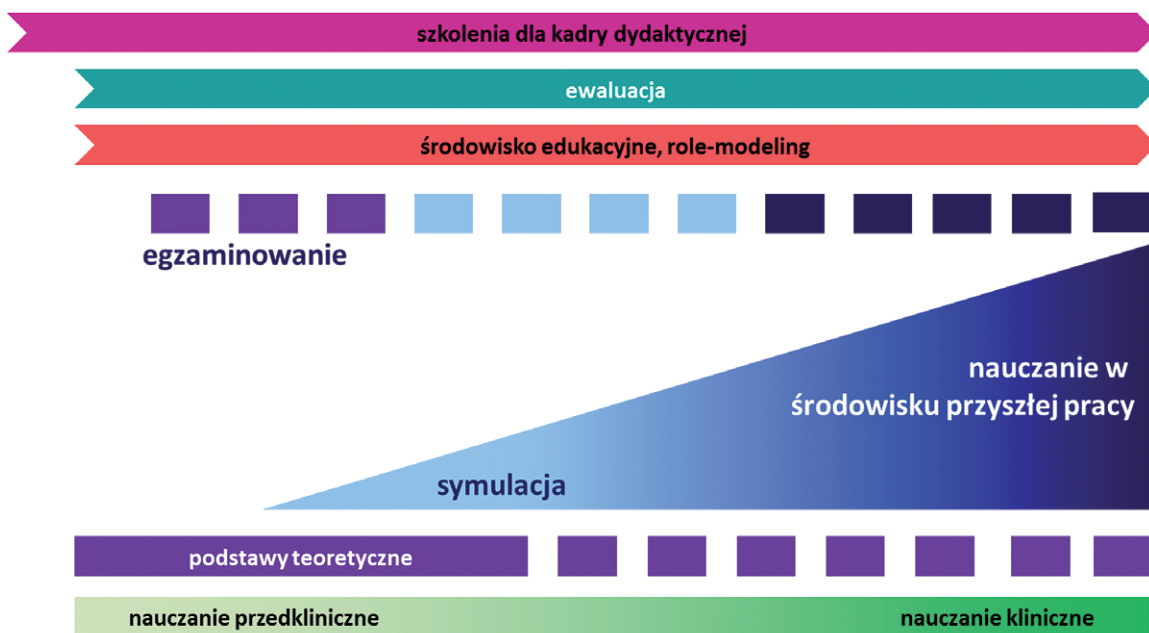 szkolenia dla kadry dydaktycznej
ewaluacja
środowisko edukacyjne, role-modeling
egzaminowanie
nauczanie w
środowisku przyszłej pracy
symulacja
podstawy teoretyczne
nauczanie przedkliniczne
nauczanie kliniczne